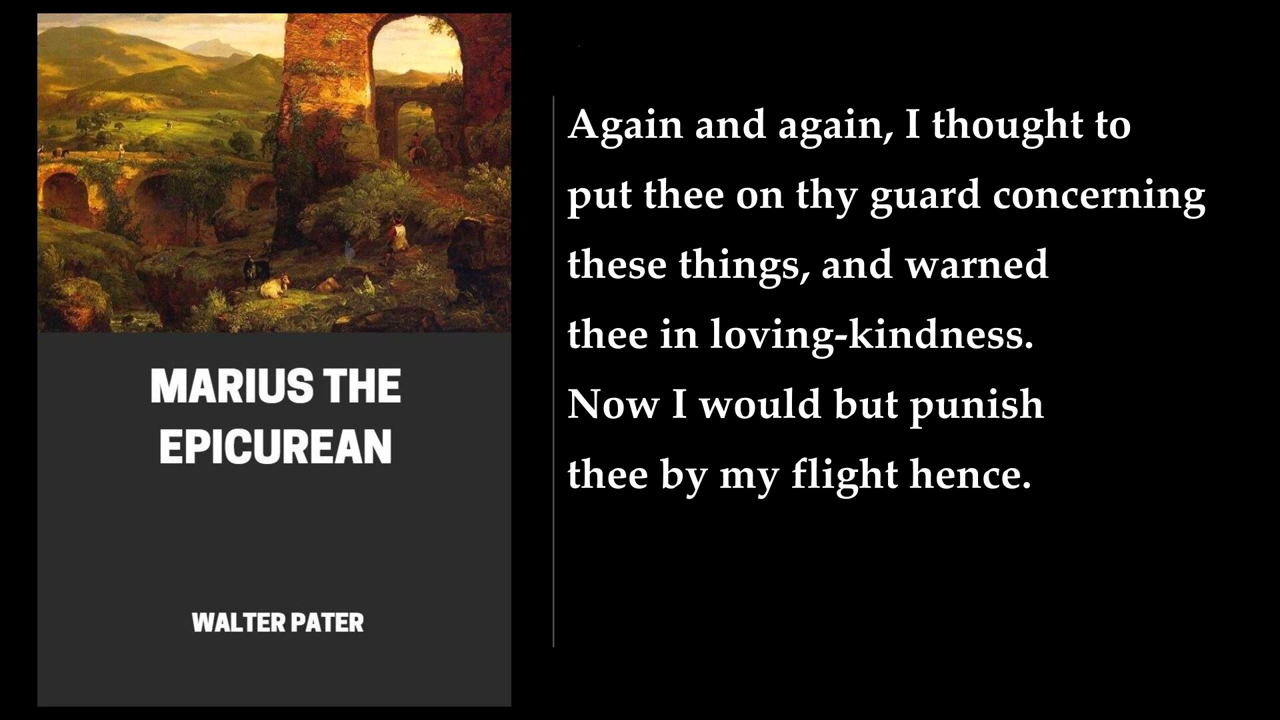 MARIUS THE
EPICUREAN
WALTER PATER
Again and again, I thought to
put thee on thy guard concerning
these things, and warned
thee in loving-kindness.
Now I would but punish
thee by my flight hence.